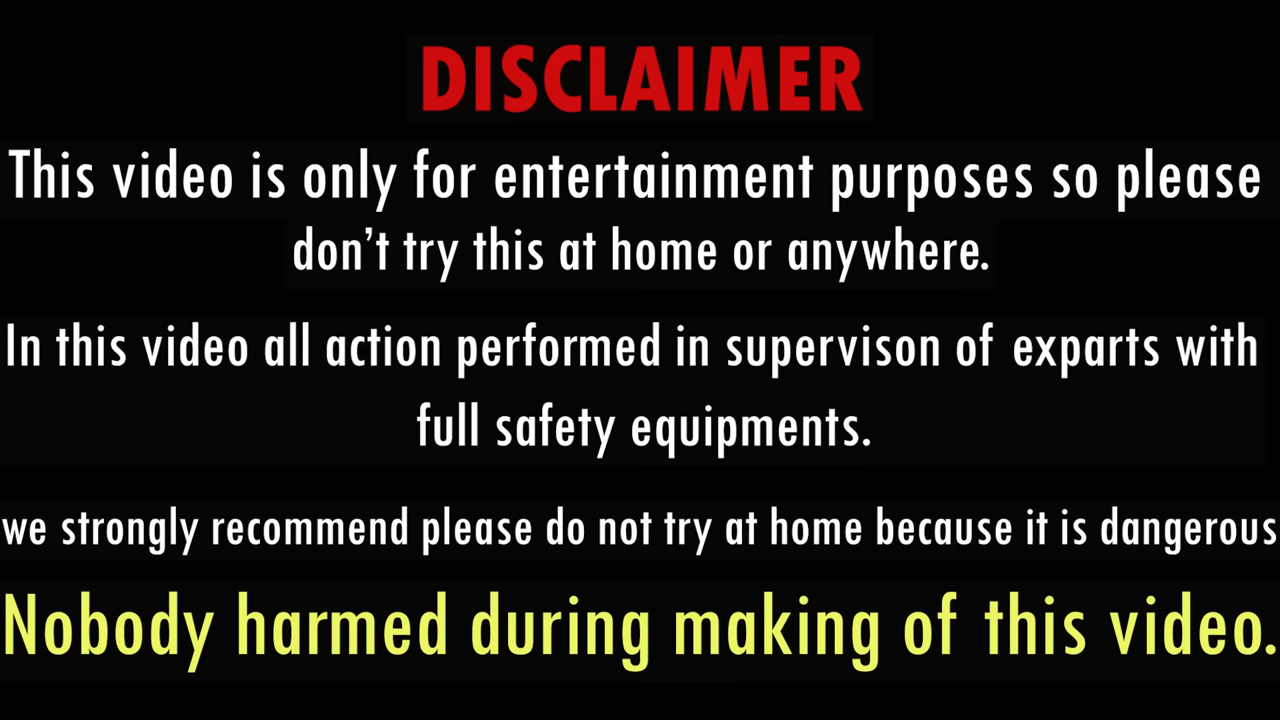 DISCLAIMER
This video is only for entertainment purposes so please
don't try this at home or anywhere.
In this video all action performed in supervison of exparts with
full safety equipments.
we strongly recommend please do not try at home because it is dangerous
Nobody harmed during making of this video.